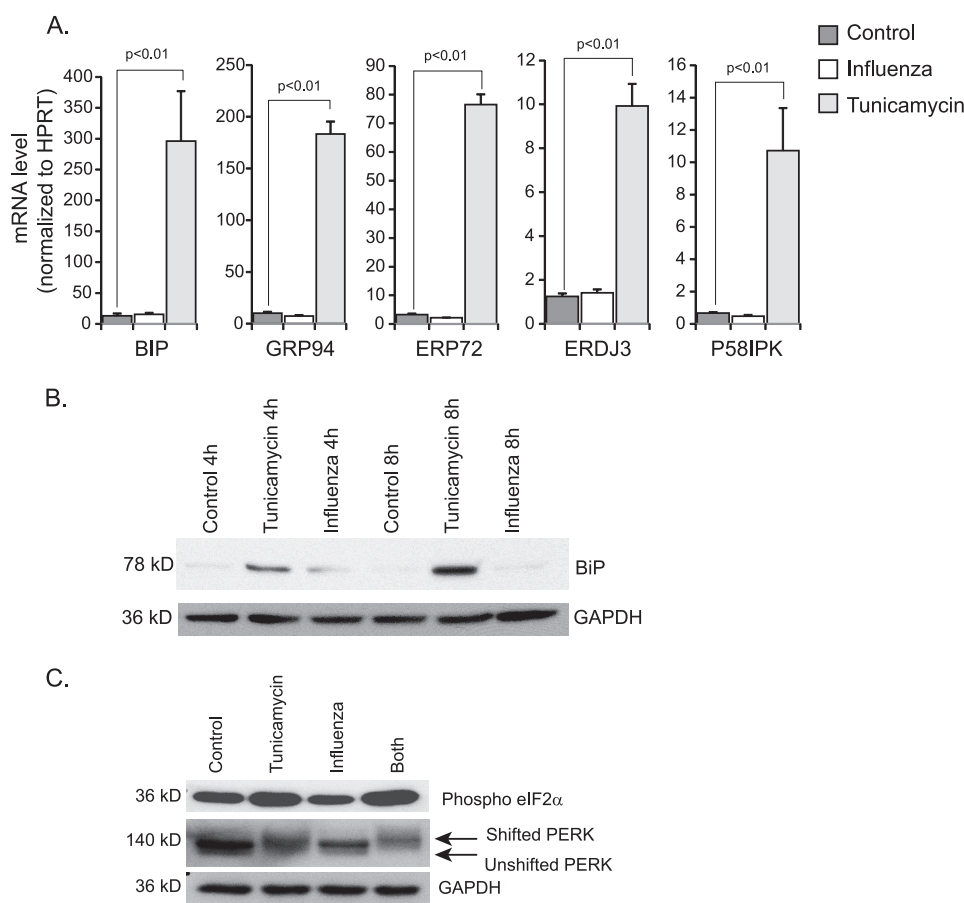 A.
Control
Influenza
Tunicamycin
mRNA level
(normalized to HPRT)
p<0.01
400
350
300
250
200
150
100
50
0
BIP
p<0.01
250
200
150
100
50
0
GRP94
p<0.01
90
80
70
60
50
40
30
20
10
0
ERP72
p<0.01
12
10
8
6
4
2
0
ERDJ3
p<0.01
16
14
12
10
8
6
4
2
0
P58IPK
B.
Control 4h
Tunicamycin 4h
Influenza 4h
Control 8h
Tunicamycin 8h
Influenza 8h
78 kD
BiP
36 kD
GAPDH
C.
Control
Tunicamycin
Influenza
Both
36 kD
Phospho eIF2α
140 kD
Shifted PERK
Unshifted PERK
36 kD
GAPDH